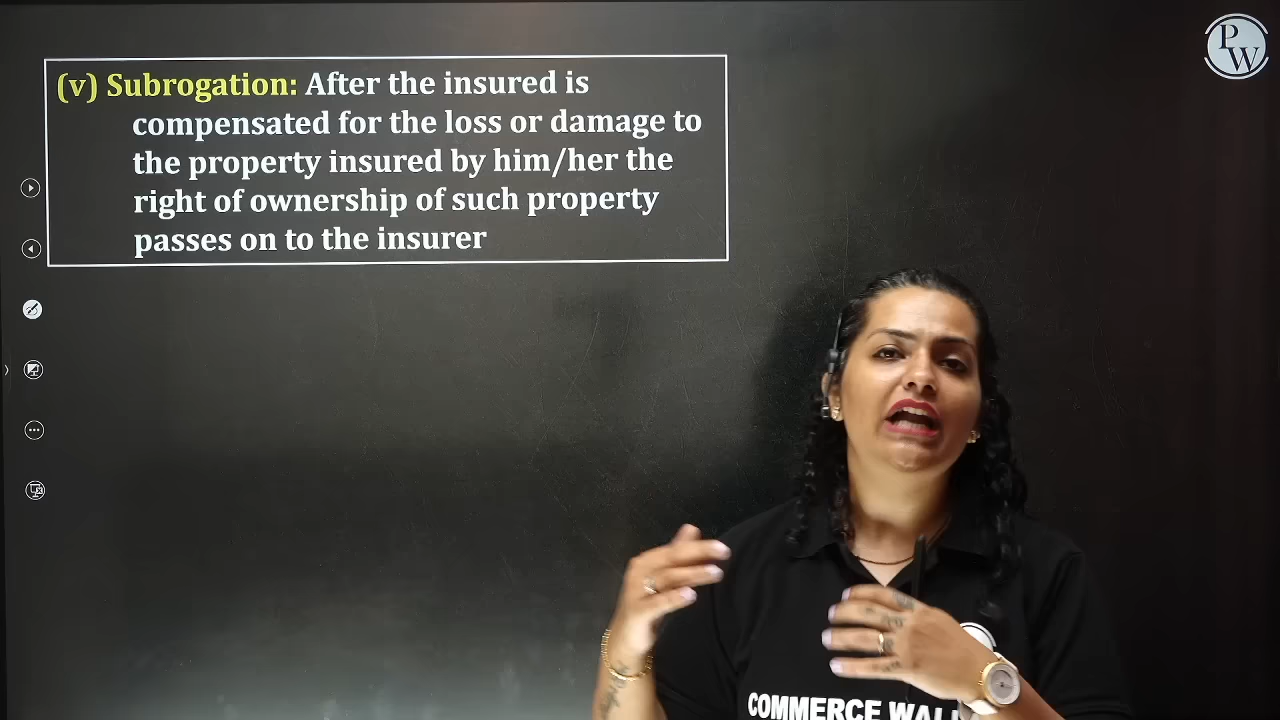 (v) Subrogation: After the insured is
compensated for the loss or damage to
the property insured by him/her the
right of ownership of such property
passes on to the insurer
PW
COMMERCE